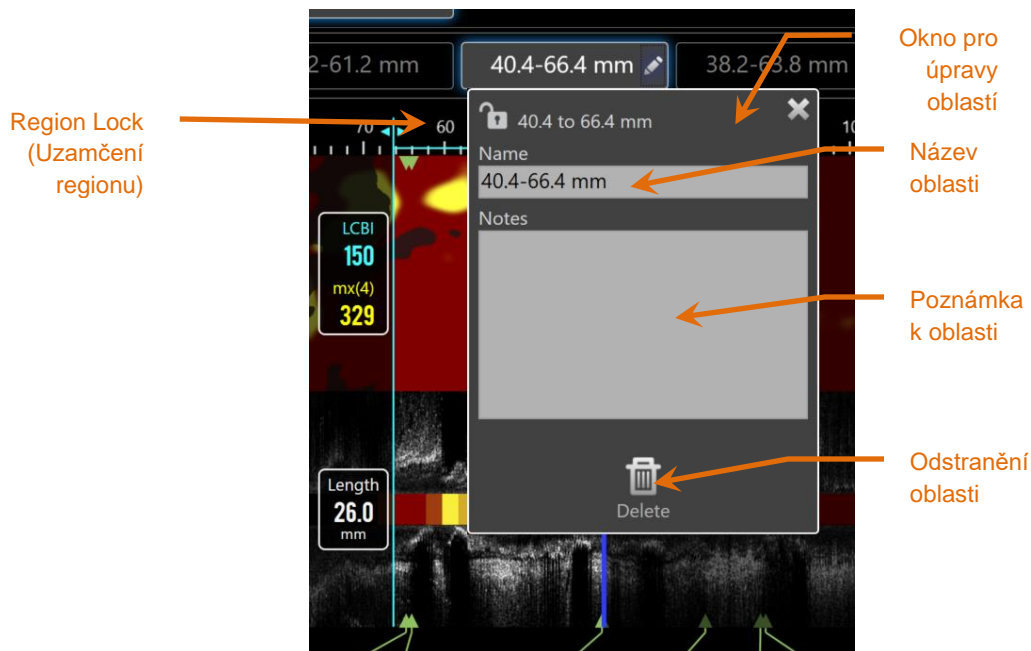 Okno pro
úpravy
oblastí
2-61.2 mm
40.4-66.4 mm
38.2-63.8 mm
Region Lock
(Uzamčení
regionu)
70
60
10
40.4 to 66.4 mm
Name
40.4-66.4 mm
Název
oblasti
Notes
LCBI
150
mx(4)
329
Poznámka
k oblasti
Length
26.0
mm
Delete
Odstranění
oblasti